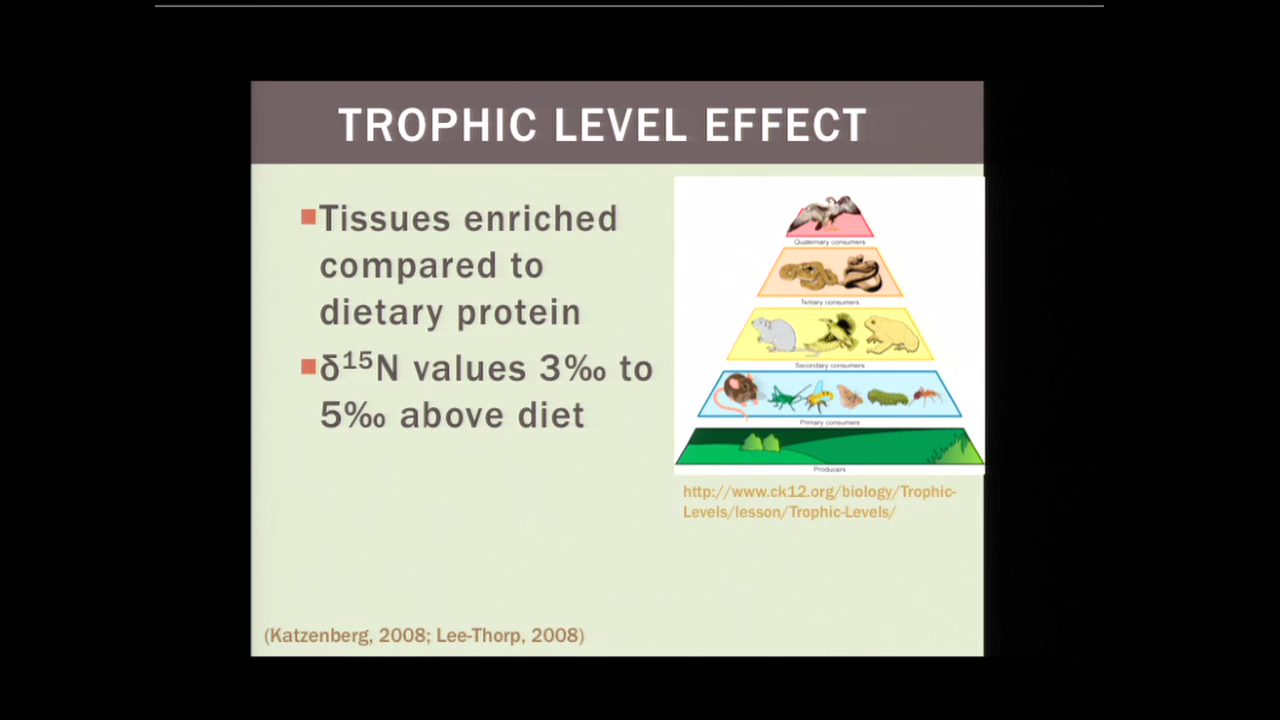 TROPHIC LEVEL EFFECT
Tissues enriched
compared to
dietary protein
δ¹⁵N values 3‰ to
5‰ above diet
Quaternary consumers
Tertiary consumers
Secondary consumers
Primary consumers
Producers
http://www.ck12.org/biology/Trophic-
Levels/lesson/Trophic-Levels/
(Katzenberg, 2008; Lee-Thorp, 2008)